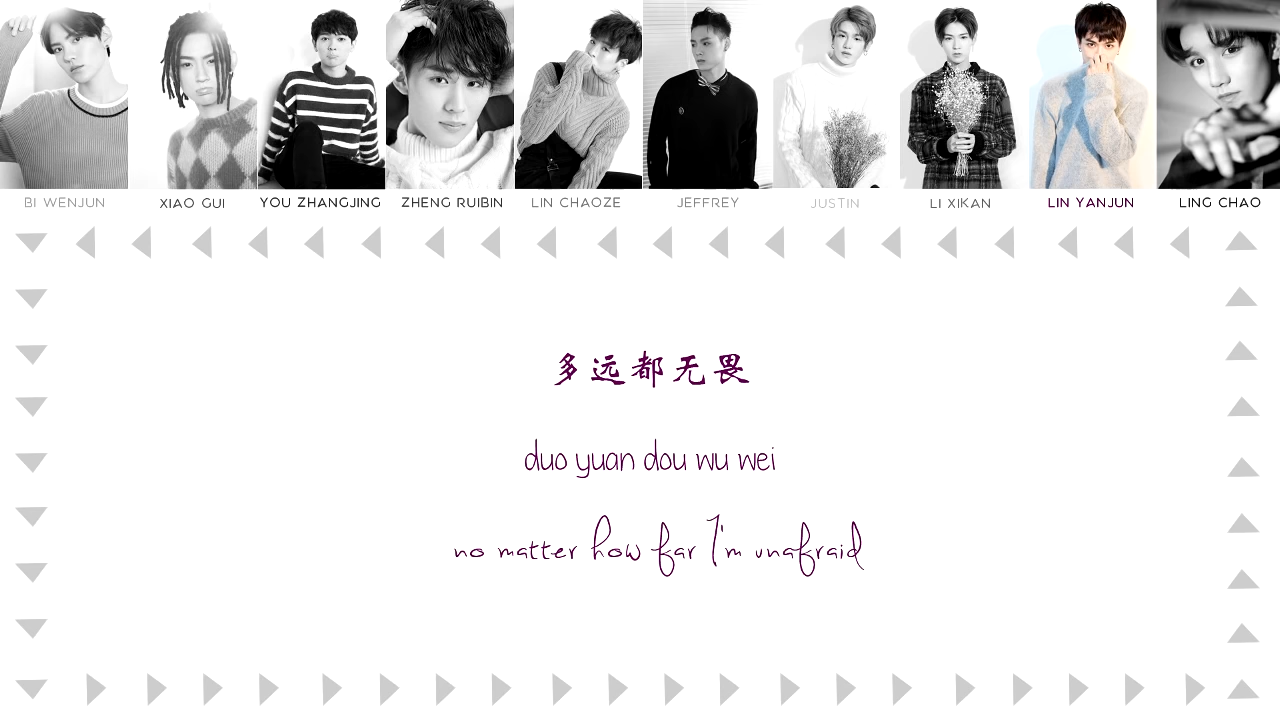 BI WENJUN XIAO GUI YOU ZHANGJING ZHENG RUIBIN LIN CHAOZE JEFFREY JUSTIN LI XIKAN LIN YANJUN LING CHAO
多远都无畏
duo yuan dou wu wei
no matter how far I'm unafraid